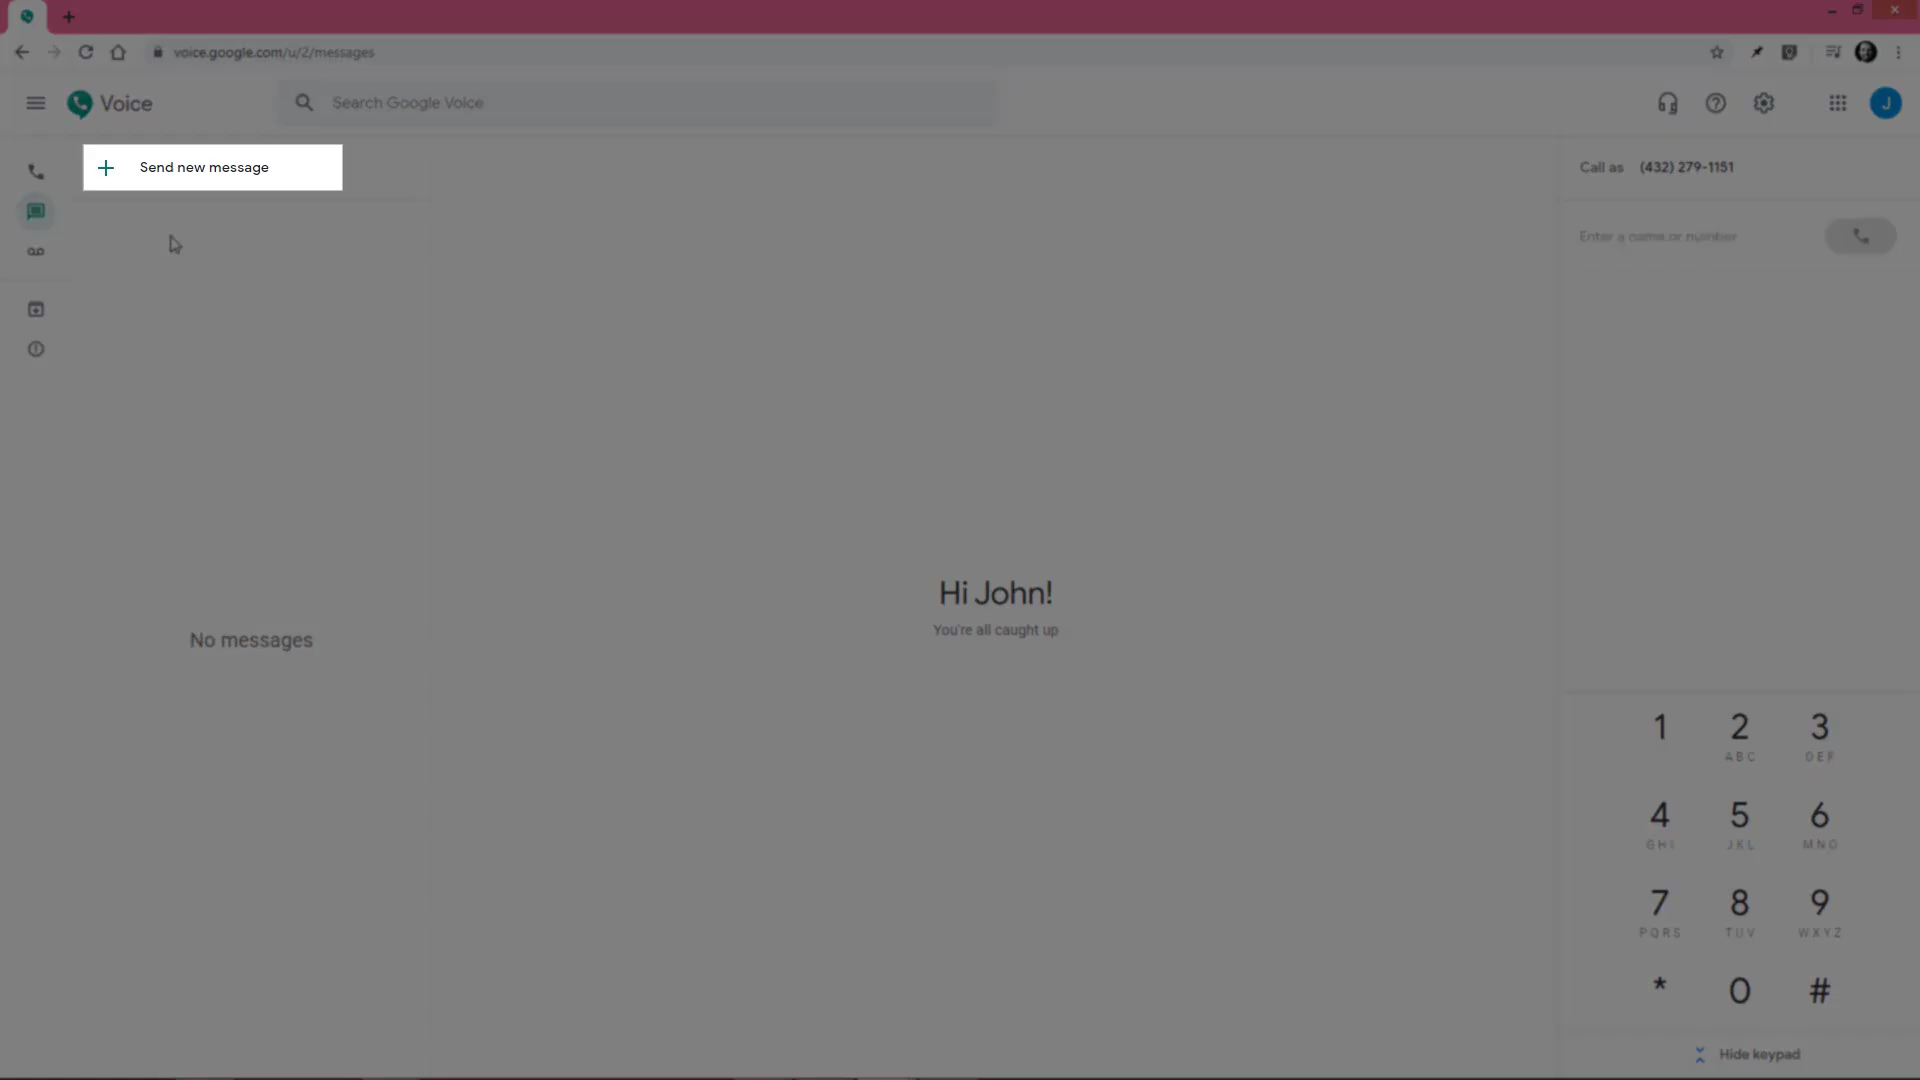 voice.google.com/u/2/messages
Voice
Search Google Voice
J
Send new message
Call as (432) 279-1151
Enter a name or number
No messages
Hi John!
You're all caught up
1
2 ABC
3 DEF
4 GHI
5 JKL
6 MNO
7 PQRS
8 TUV
9 WXYZ
*
0
#
Hide keypad